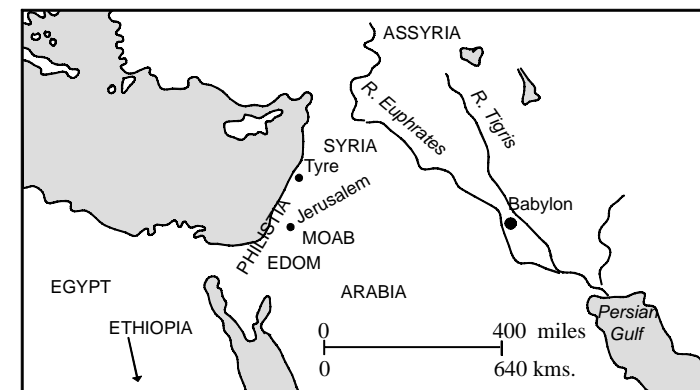 ASSYRIA
R. Euphrates
R. Tigris
SYRIA
Tyre
Jerusalem
Babylon
PHILISTIA
MOAB
EDOM
EGYPT
ARABIA
ETHIOPIA
Persian
Gulf
0 400 miles
0 640 kms.